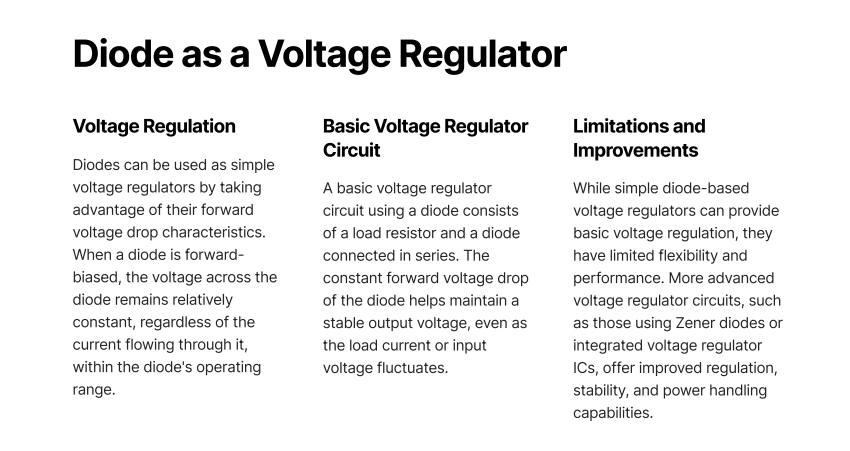 Diode as a Voltage Regulator
Voltage Regulation
Diodes can be used as simple
voltage regulators by taking
advantage of their forward
voltage drop characteristics.
When a diode is forward-
biased, the voltage across the
diode remains relatively
constant, regardless of the
current flowing through it,
within the diode's operating
range.
Basic Voltage Regulator
Circuit
A basic voltage regulator
circuit using a diode consists
of a load resistor and a diode
connected in series. The
constant forward voltage drop
of the diode helps maintain a
stable output voltage, even as
the load current or input
voltage fluctuates.
Limitations and
Improvements
While simple diode-based
voltage regulators can provide
basic voltage regulation, they
have limited flexibility and
performance. More advanced
voltage regulator circuits, such
as those using Zener diodes or
integrated voltage regulator
ICs, offer improved regulation,
stability, and power handling
capabilities.